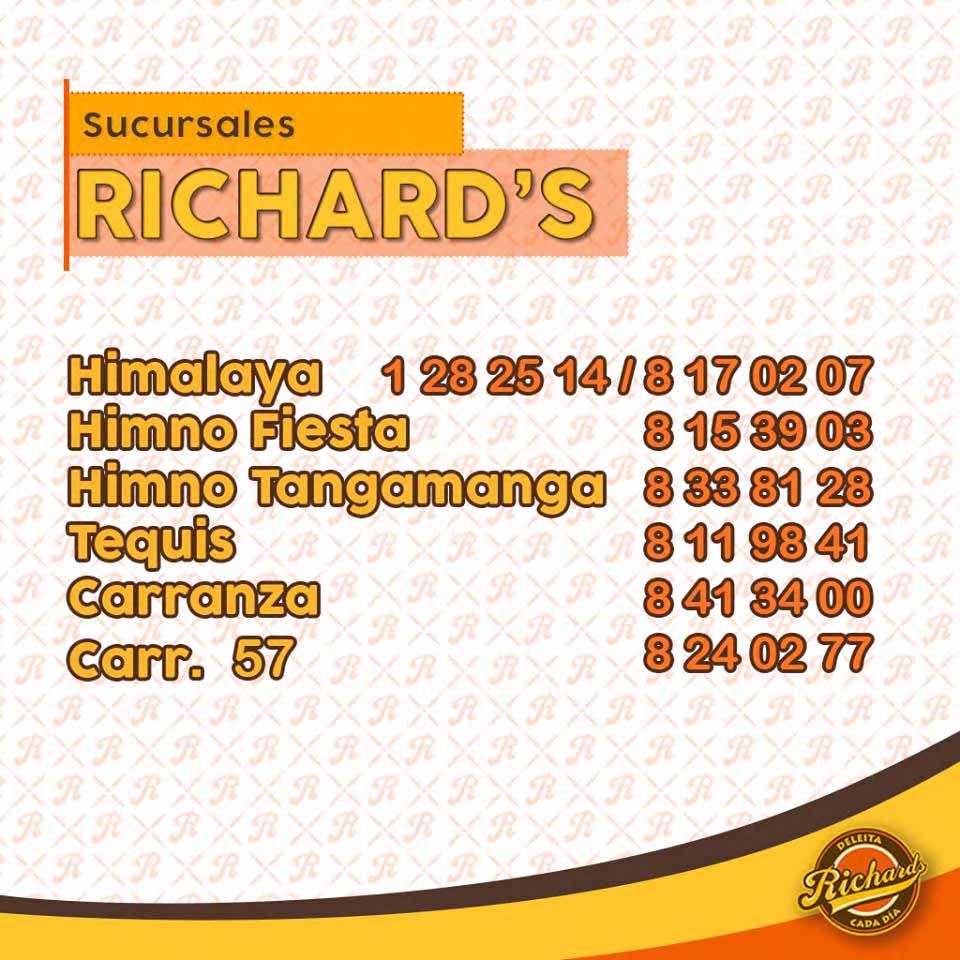 Sucursales
RICHARD'S
Himalaya 1 28 25 14 / 8 17 02 07
Himno Fiesta 8 15 39 03
Himno Tangamanga 8 33 81 28
Tequis 8 11 98 41
Carranza 8 41 34 00
Carr. 57 8 24 02 77
DELEITA
Richards
CADA DÍA